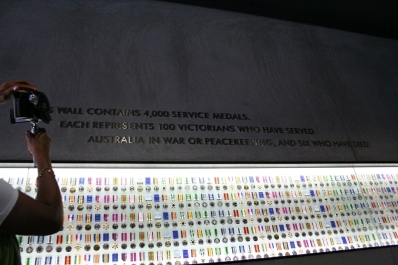 WALL CONTAINS 4,000 SERVICE MEDALS.
EACH REPRESENTS 100 VICTORIANS WHO HAVE SERVED
AUSTRALIA IN WAR OR PEACEKEEPING, AND SIX WHO HAVE DIED.